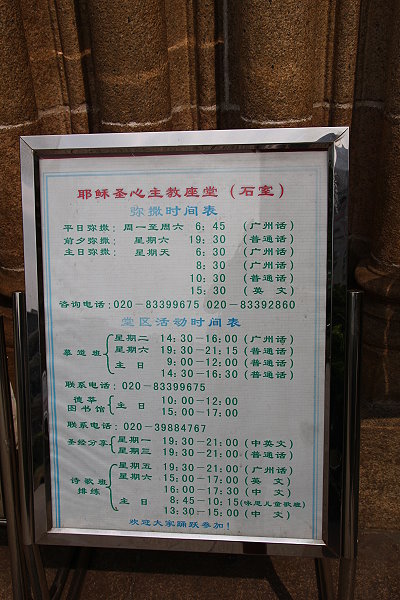 耶稣圣心主教座堂（石室）
弥撒时间表
平日弥撒： 周一至周六 6：45 （广州话）
前夕弥撒： 星期六 19：30 （普通话）
主日弥撒： 星期天 6：30 （广州话）
8：30 （广州话）
10：30 （普通话）
15：30 （英文）
咨询电话：020－83399675 020－83392860
堂区活动时间表
慕道班 星期二 14：30－16：00（广州话）
星期六 19：30－21：15（普通话）
主日 9：00－12：00（普通话）
14：30－16：30（普通话）
联系电话：020－83399675
德莘图书馆 主日 10：00－12：00
15：00－17：00
联系电话：020－39884767
圣经分享 星期一 19：30－21：00（中英文）
星期三 19：30－21：00（普通话）
诗歌班排练 星期五 19：30－21：00（广州话）
星期六 15：00－17：00（英文）
16：00－17：30（中文）
主日 8：45－10：15（咏思儿童歌班）
13：30－15：00（中文）
欢迎大家踊跃参加！